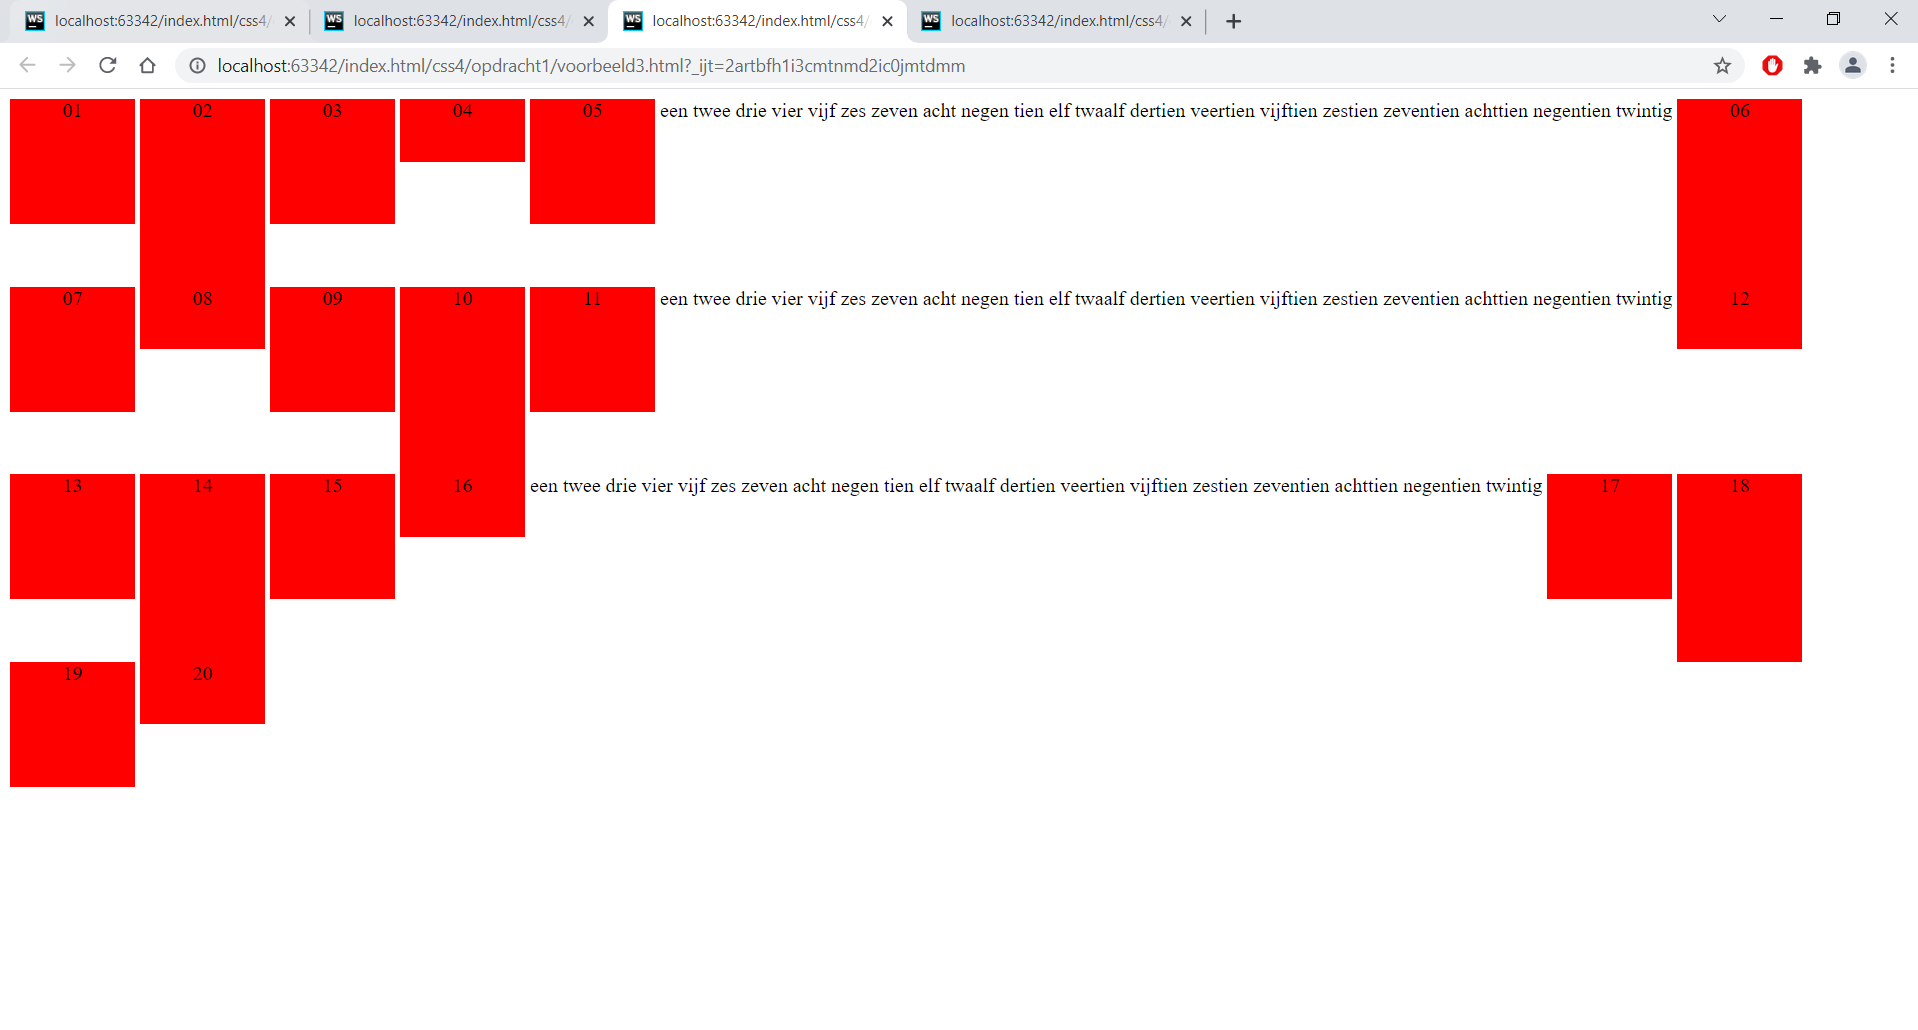 WS localhost:63342/index.html/css4/ WS localhost:63342/index.html/css4/ WS localhost:63342/index.html/css4/ WS localhost:63342/index.html/css4/
localhost:63342/index.html/css4/opdracht1/voorbeeld3.html?_ijt=2artbfh1i3cmtnmd2ic0jmtdmm
01 02 03 04 05 een twee drie vier vijf zes zeven acht negen tien elf twaalf dertien veertien vijftien zestien zeventien achttien negentien twintig 06
07 08 09 10 11 een twee drie vier vijf zes zeven acht negen tien elf twaalf dertien veertien vijftien zestien zeventien achttien negentien twintig 12
13 14 15 16 een twee drie vier vijf zes zeven acht negen tien elf twaalf dertien veertien vijftien zestien zeventien achttien negentien twintig 17 18
19 20